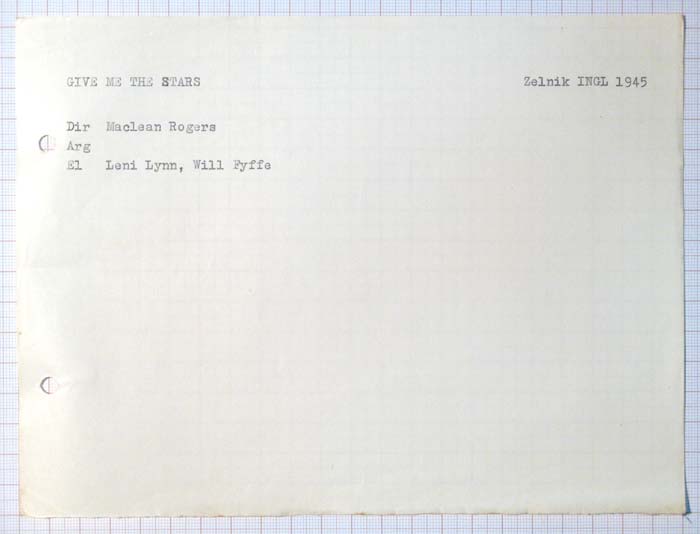 GIVE ME THE STARS Zelnik INGL 1945
Dir Maclean Rogers
Arg
El Leni Lynn, Will Fyffe